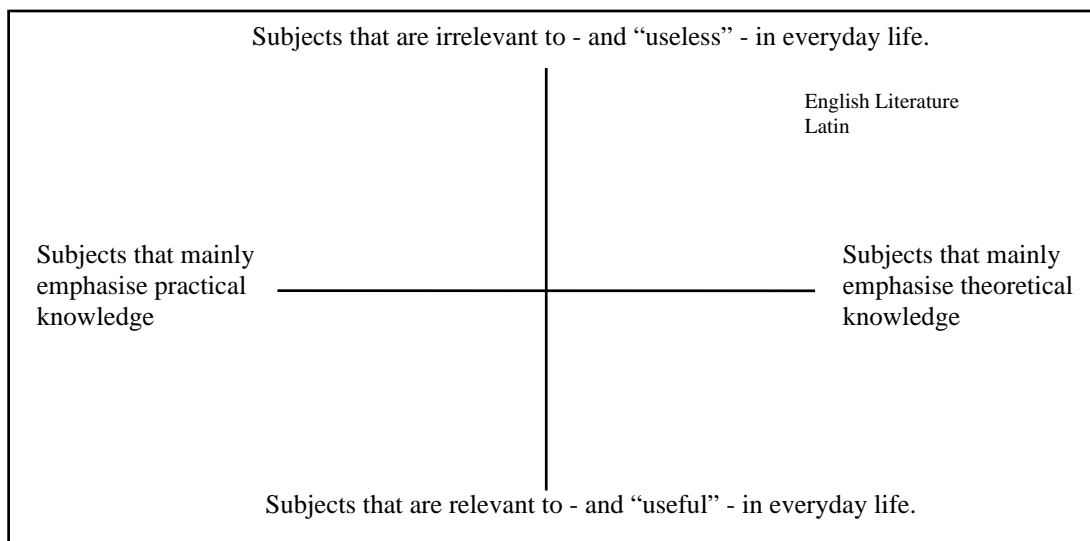 Subjects that are irrelevant to - and “useless” - in everyday life.
English Literature
Latin
Subjects that mainly
emphasise practical
knowledge
Subjects that mainly
emphasise theoretical
knowledge
Subjects that are relevant to - and “useful” - in everyday life.